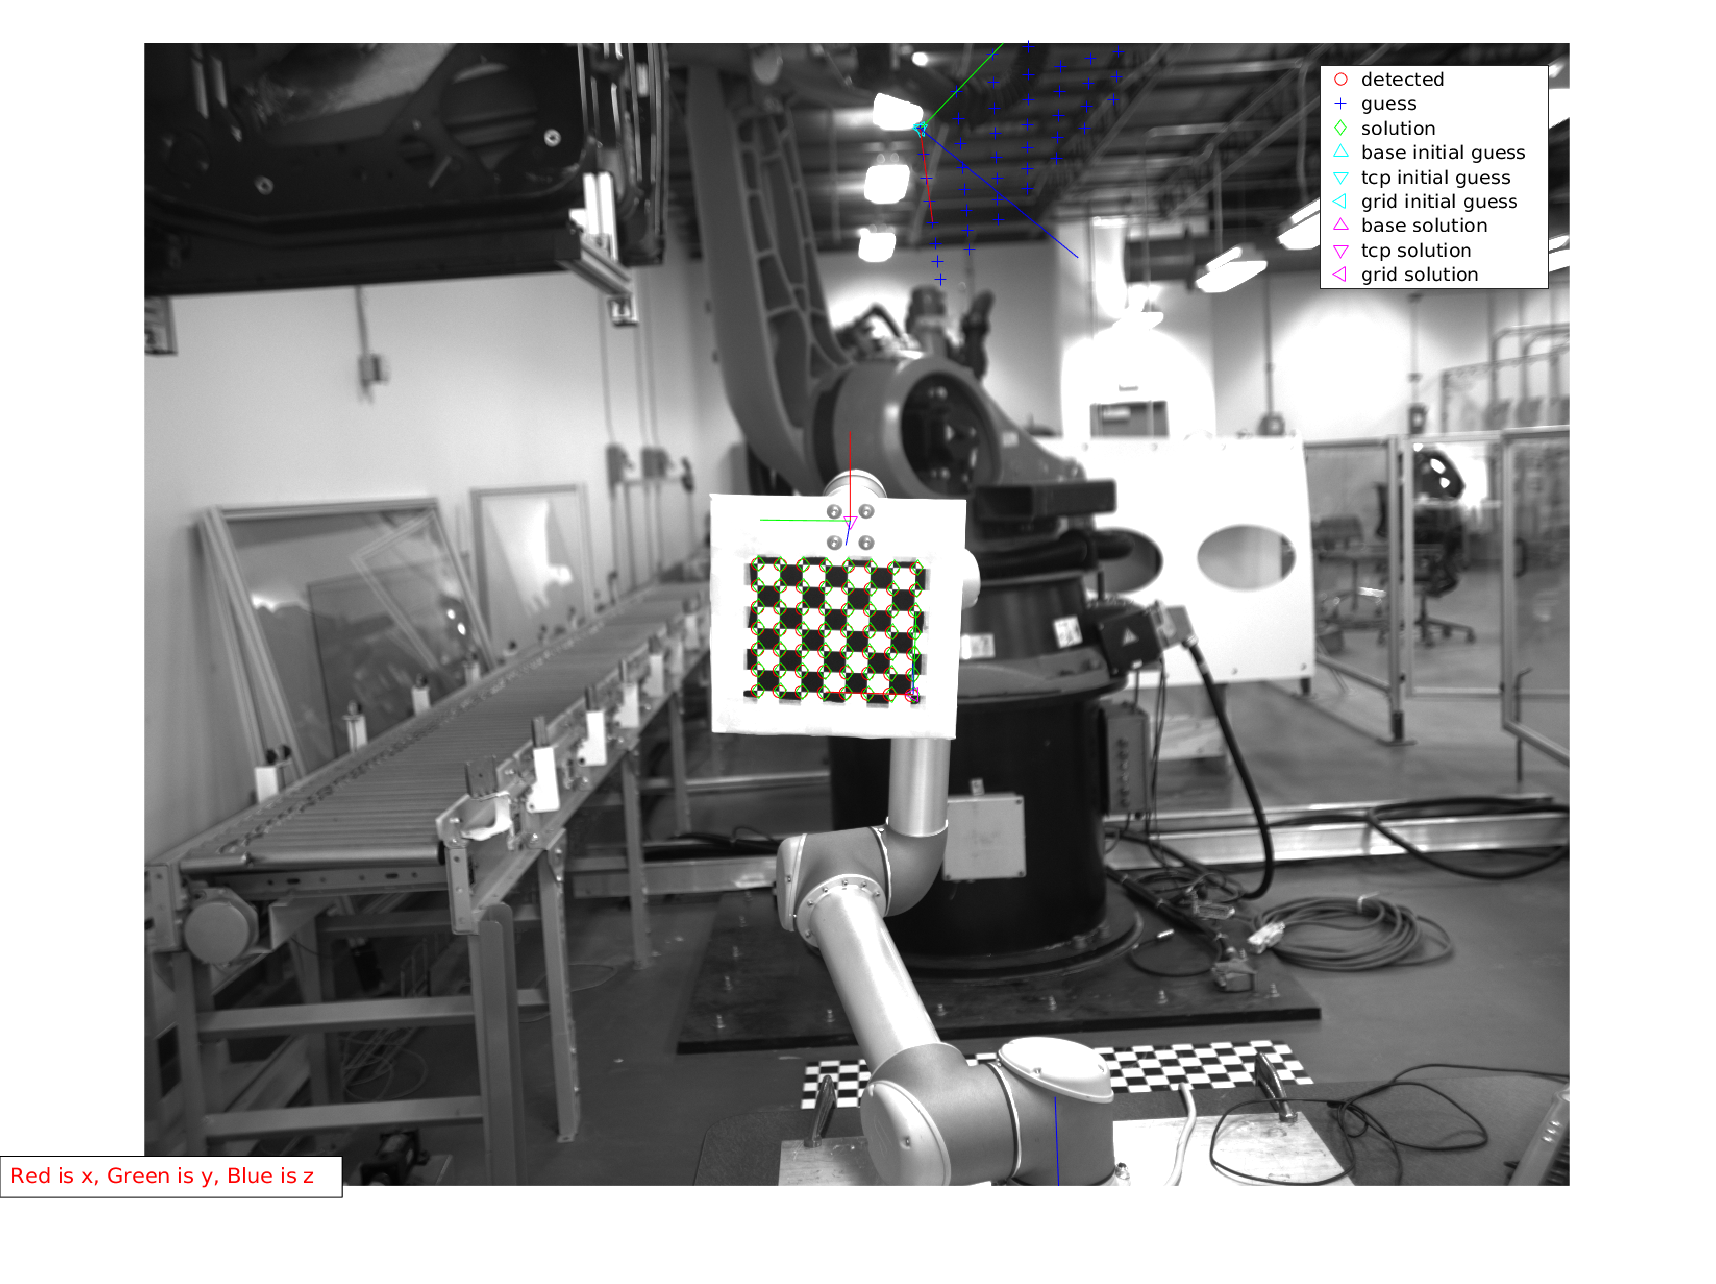 detected
guess
solution
base initial guess
tcp initial guess
grid initial guess
base solution
tcp solution
grid solution
Red is x, Green is y, Blue is z